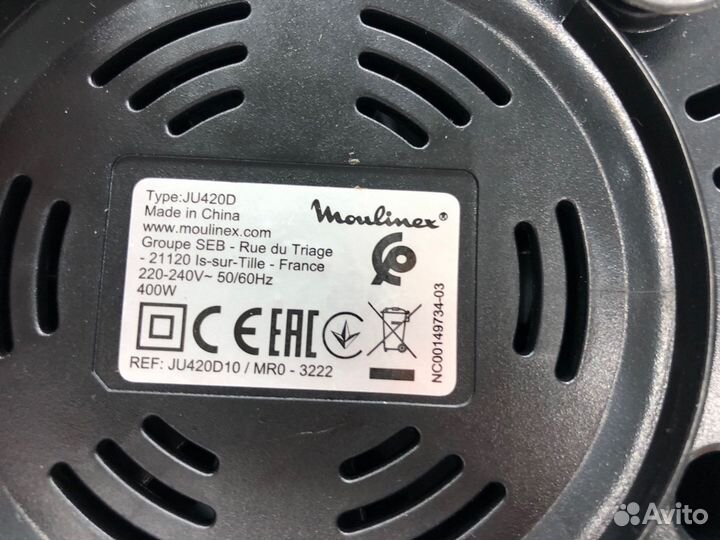 Type:JU420D
Made in China
www.moulinex.com
Groupe SEB - Rue du Triage
- 21120 Is-sur-Tille - France
220-240V~ 50/60Hz
400W
Moulinex®
CE EAC
REF: JU420D10 / MR0 - 3222
NC00149734-03
Avito